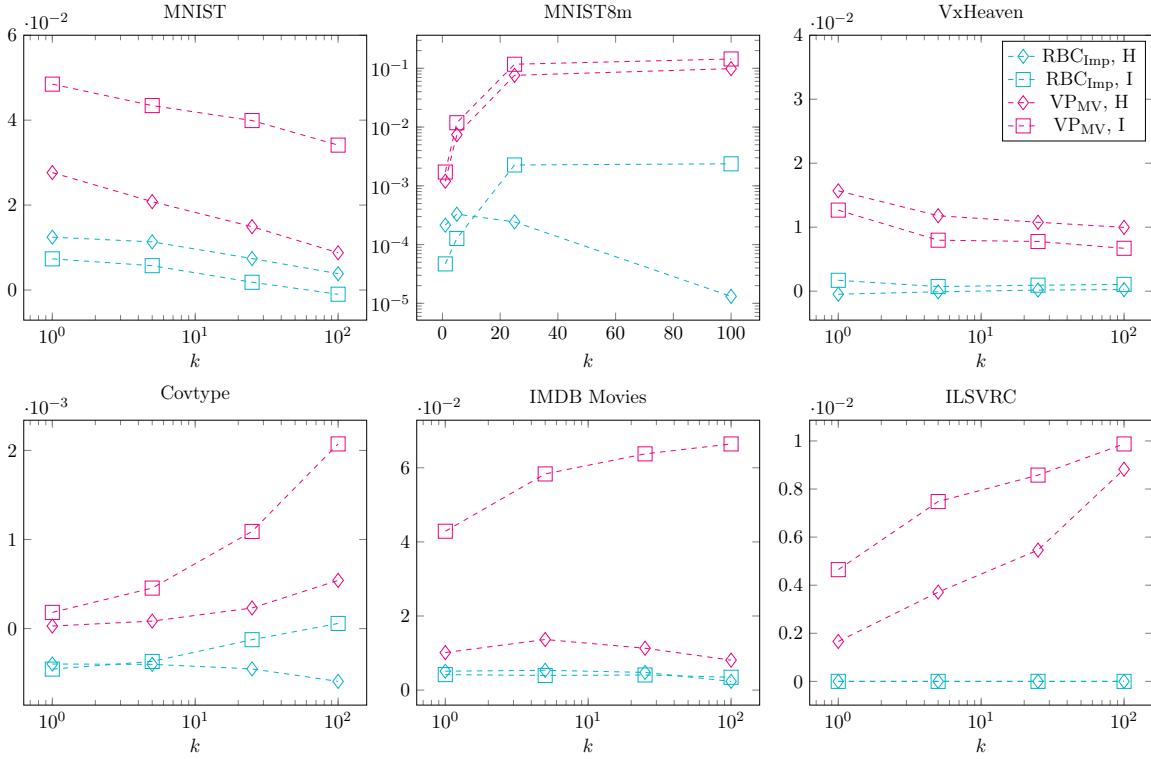 MNIST
·10⁻²
6
4
2
0
10⁰ 10¹ 10²
k
MNIST8m
10⁻¹
10⁻²
10⁻³
10⁻⁴
10⁻⁵
0 20 40 60 80 100
k
VxHeaven
·10⁻²
4
3
2
1
0
10⁰ 10¹ 10²
k
RBC_Imp, H
RBC_Imp, I
VP_MV, H
VP_MV, I
Covtype
·10⁻³
2
1
0
10⁰ 10¹ 10²
k
IMDB Movies
·10⁻²
6
4
2
0
10⁰ 10¹ 10²
k
ILSVRC
·10⁻²
1
0.8
0.6
0.4
0.2
0
10⁰ 10¹ 10²
k